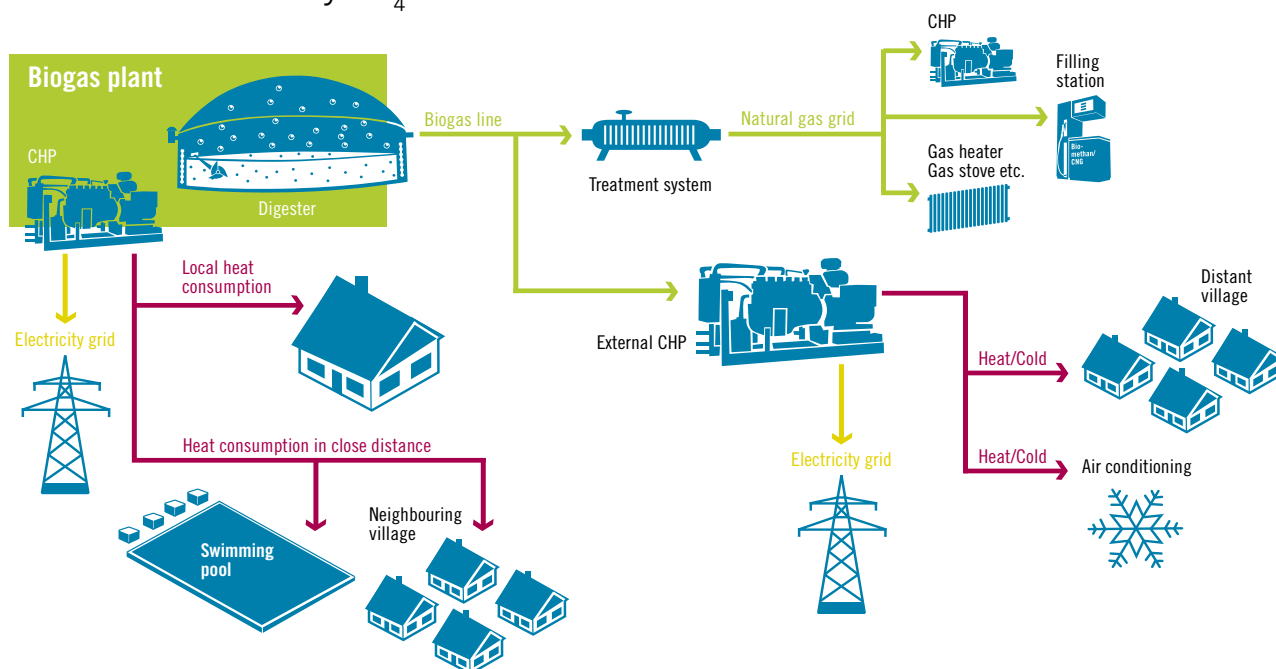 4
CHP
Filling
station
Biogas plant
Biogas line
Natural gas grid
Bio-
methan/
CNG
CHP
Gas heater
Gas stove etc.
Treatment system
Digester
Local heat
consumption
Distant
village
Electricity grid
External CHP
Heat/Cold
Heat consumption in close distance
Electricity grid
Heat/Cold
Air conditioning
Neighbouring
village
Swimming
pool